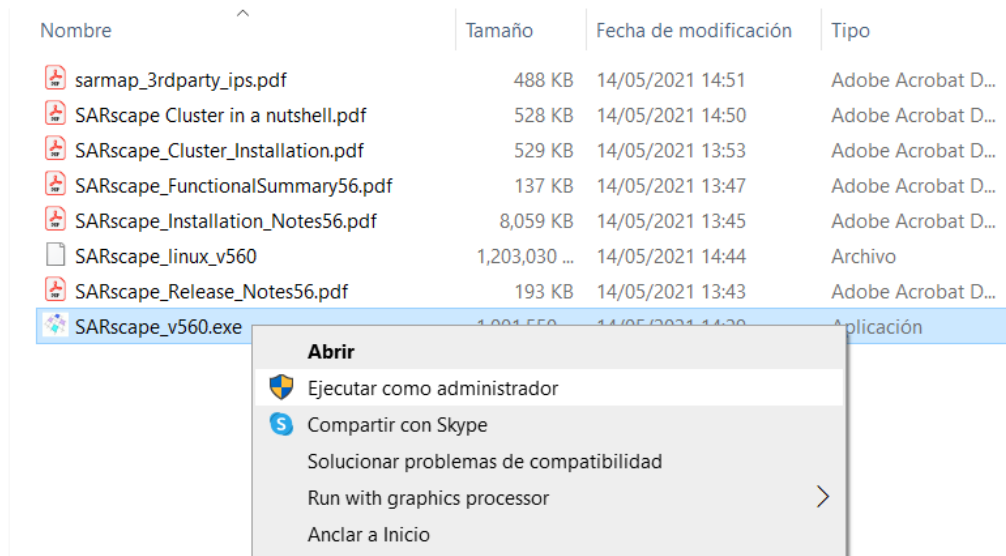 Nombre Tamaño Fecha de modificación Tipo
sarmap_3rdparty_ips.pdf 488 KB 14/05/2021 14:51 Adobe Acrobat D...
SARscape Cluster in a nutshell.pdf 528 KB 14/05/2021 14:50 Adobe Acrobat D...
SARscape_Cluster_Installation.pdf 529 KB 14/05/2021 13:53 Adobe Acrobat D...
SARscape_FunctionalSummary56.pdf 137 KB 14/05/2021 13:47 Adobe Acrobat D...
SARscape_Installation_Notes56.pdf 8,059 KB 14/05/2021 13:45 Adobe Acrobat D...
SARscape_linux_v560 1,203,030 ... 14/05/2021 14:44 Archivo
SARscape_Release_Notes56.pdf 193 KB 14/05/2021 13:43 Adobe Acrobat D...
SARscape_v560.exe Aplicación
Abrir
Ejecutar como administrador
Compartir con Skype
Solucionar problemas de compatibilidad
Run with graphics processor
Anclar a Inicio